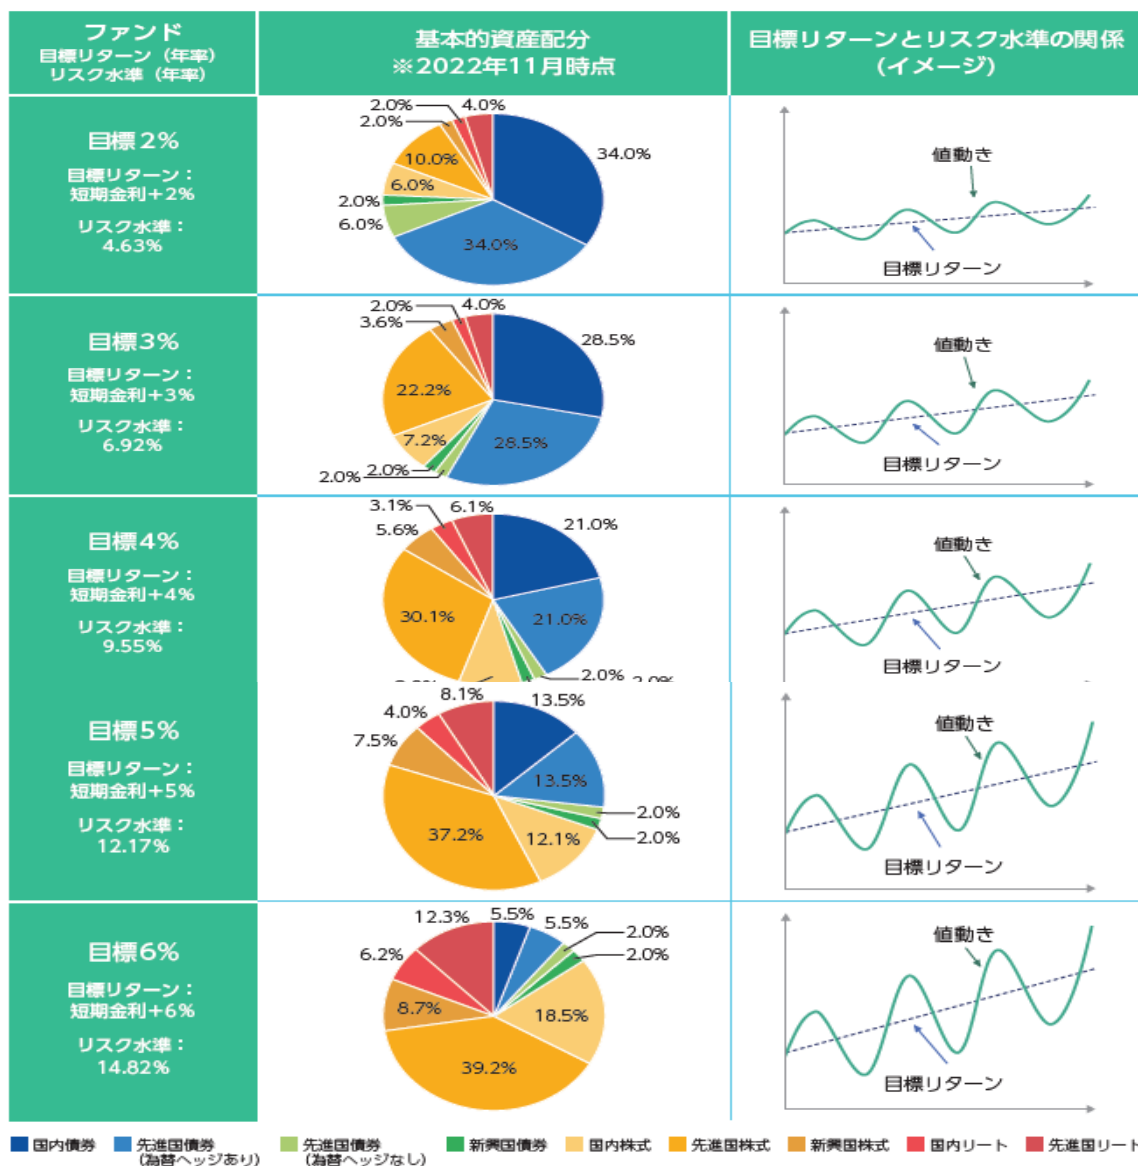 ファンド
目標リターン（年率）
リスク水準（年率）
基本的資産配分
※2022年11月時点
目標リターンとリスク水準の関係
（イメージ）
目標2%
目標リターン：
短期金利+2%
リスク水準：
4.63%
2.0%
4.0%
2.0%
10.0%
6.0%
2.0%
6.0%
34.0%
34.0%
値動き
目標リターン
目標3%
目標リターン：
短期金利+3%
リスク水準：
6.92%
2.0%
4.0%
3.6%
28.5%
22.2%
7.2%
28.5%
2.0%
2.0%
値動き
目標リターン
目標4%
目標リターン：
短期金利+4%
リスク水準：
9.55%
3.1%
6.1%
5.6%
21.0%
30.1%
21.0%
2.0%
2.0%
値動き
目標リターン
目標5%
目標リターン：
短期金利+5%
リスク水準：
12.17%
8.1%
13.5%
4.0%
7.5%
13.5%
2.0%
37.2%
12.1%
2.0%
値動き
目標リターン
目標6%
目標リターン：
短期金利+6%
リスク水準：
14.82%
12.3%
5.5%
5.5%
2.0%
6.2%
2.0%
8.7%
18.5%
39.2%
値動き
目標リターン
国内債券
先進国債券
(為替ヘッジあり)
先進国債券
(為替ヘッジなし)
新興国債券
国内株式
先進国株式
新興国株式
国内リート
先進国リート